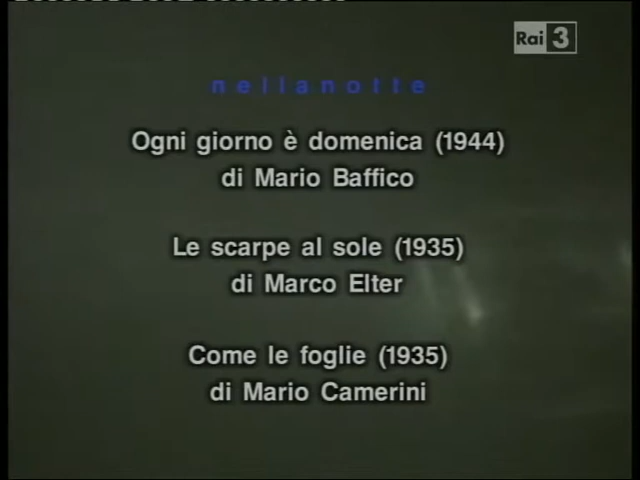 Rai 3
nellanotte
Ogni giorno è domenica (1944)
di Mario Baffico
Le scarpe al sole (1935)
di Marco Elter
Come le foglie (1935)
di Mario Camerini